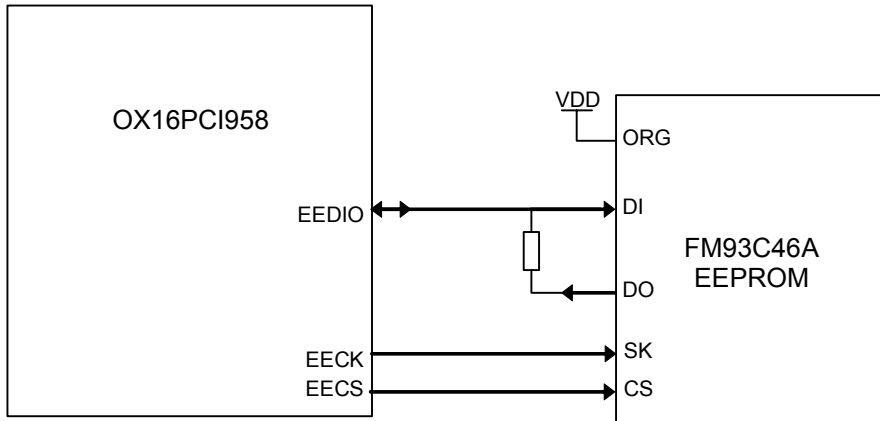 OX16PCI958
EEDIO
EECK
EECS
VDD
ORG
DI
DO
SK
CS
FM93C46A
EEPROM